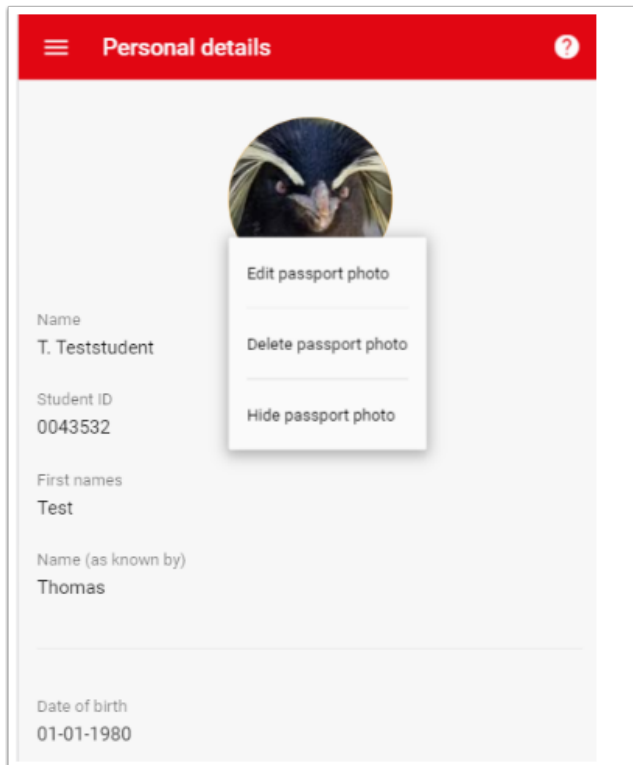 Personal details
?
Edit passport photo
Name
T. Teststudent
Delete passport photo
Student ID
0043532
Hide passport photo
First names
Test
Name (as known by)
Thomas
Date of birth
01-01-1980